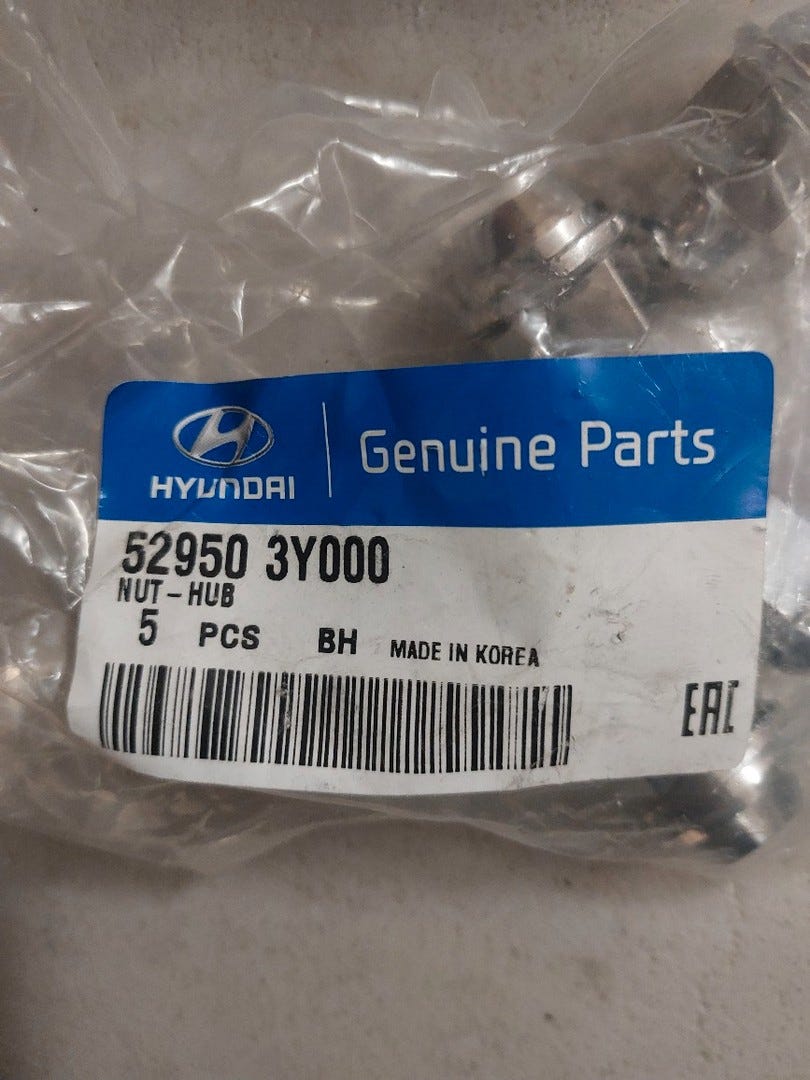 HYUNDAI
Genuine Parts
52950 3Y000
NUT-HUB
5 PCS BH MADE IN KOREA
EAC